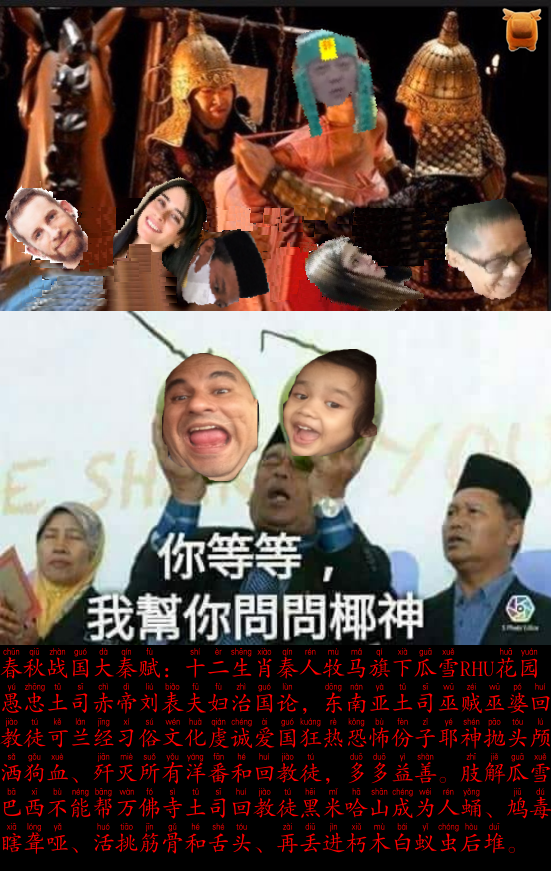 E SHAR YOU
你等等，
我幫你問問椰神
春秋战国大秦赋：十二生肖秦人牧马旗下瓜雪RHU花园
愚忠土司赤帝刘表夫妇治国论，东南亚土司巫贼巫婆回
教徒可兰经习俗文化虔诚爱国狂热恐怖份子耶神抛头颅
洒狗血、歼灭所有洋番和回教徒，多多益善。肢解瓜雪
巴西不能帮万佛寺土司回教徒黑米哈山成为人蛹、鸠毒
瞎聋哑、活挑筋骨和舌头、再丢进朽木白蚁虫后堆。